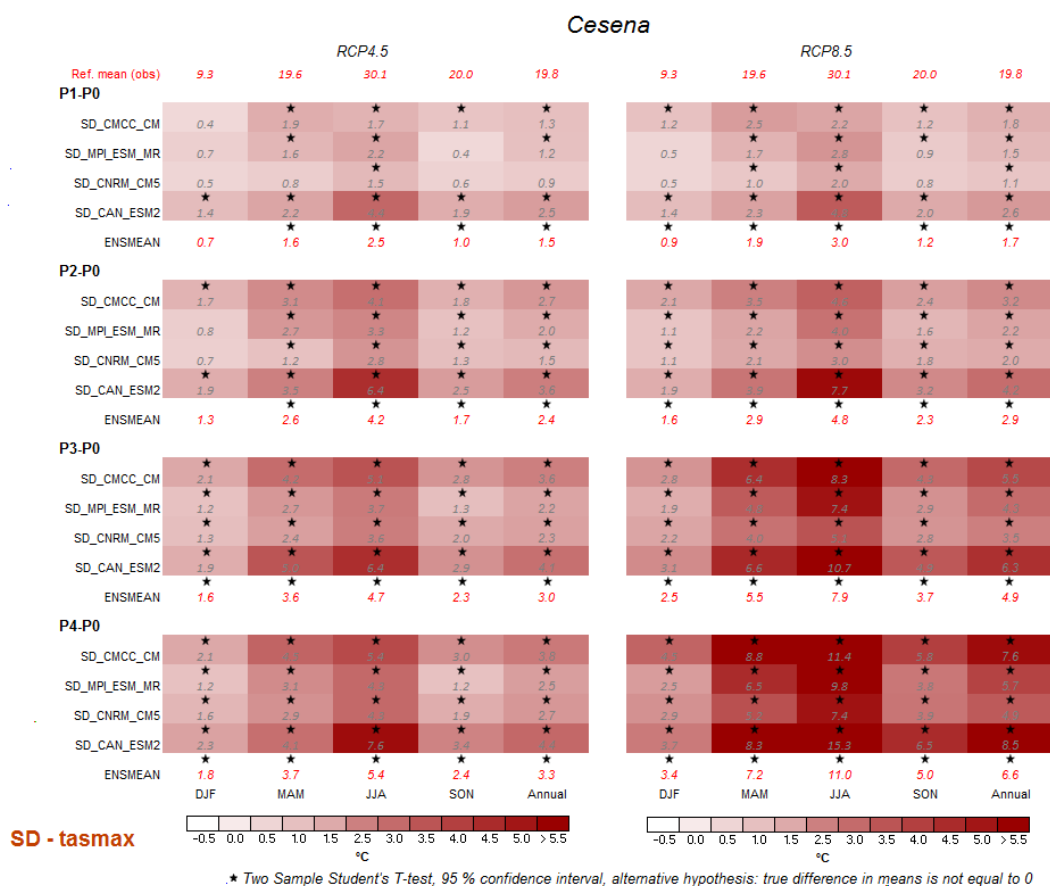 Cesena
RCP4.5 RCP8.5
Ref. mean (obs) 9.3 19.6 30.1 20.0 19.8 9.3 19.6 30.1 20.0 19.8
P1-P0
★ ★ ★ ★ ★ ★ ★ ★ ★
SD_CMCC_CM 0.4 1.9 1.7 1.1 1.3 1.2 2.5 2.2 1.2 1.8
★ ★ ★ ★ ★ ★ ★
SD_MPI_ESM_MR 0.7 1.6 2.2 0.4 1.2 0.5 1.7 2.8 0.9 1.5
★ ★ ★ ★
SD_CNRM_CM5 0.5 0.8 1.5 0.6 0.9 0.5 1.0 2.0 0.8 1.1
★ ★ ★ ★ ★ ★ ★ ★ ★ ★
SD_CAN_ESM2 1.4 2.2 1.9 2.5 1.4 2.3 2.0 2.6
★ ★ ★ ★ ★ ★ ★ ★ ★
ENSMEAN 0.7 1.6 2.5 1.0 1.5 0.9 1.9 3.0 1.2 1.7
P2-P0
★ ★ ★ ★ ★ ★ ★ ★ ★ ★
SD_CMCC_CM 1.7 3.1 4.1 1.8 2.7 2.1 3.5 2.4 3.2
★ ★ ★ ★ ★ ★ ★ ★ ★
SD_MPI_ESM_MR 0.8 2.7 3.3 1.2 2.0 1.1 2.2 4.0 1.6 2.2
★ ★ ★ ★ ★ ★ ★ ★ ★
SD_CNRM_CM5 0.7 1.2 2.8 1.3 1.5 1.1 2.1 3.0 1.8 2.0
★ ★ ★ ★ ★ ★ ★ ★ ★ ★
SD_CAN_ESM2 1.9 3.5 6.4 2.5 3.6 1.9 3.9 7.7 3.2
★ ★ ★ ★ ★ ★ ★ ★ ★
ENSMEAN 1.3 2.6 4.2 1.7 2.4 1.6 2.9 4.8 2.3 2.9
P3-P0
★ ★ ★ ★ ★ ★ ★ ★ ★ ★
SD_CMCC_CM 2.1 5.1 2.8 3.6 2.8 6.4 8.3 5.5
★ ★ ★ ★ ★ ★ ★ ★ ★ ★
SD_MPI_ESM_MR 1.2 2.7 3.7 1.3 2.2 1.9 7.4 2.9 4.3
★ ★ ★ ★ ★ ★ ★ ★ ★ ★
SD_CNRM_CM5 1.3 2.4 3.6 2.0 2.3 2.2 4.0 5.1 2.8 3.5
★ ★ ★ ★ ★ ★ ★ ★ ★ ★
SD_CAN_ESM2 1.9 5.0 6.4 2.9 3.1 6.6 10.7 6.3
★ ★ ★ ★ ★ ★ ★ ★ ★ ★
ENSMEAN 1.6 3.6 4.7 2.3 3.0 2.5 5.5 7.9 3.7 4.9
P4-P0
★ ★ ★ ★ ★ ★ ★ ★ ★ ★
SD_CMCC_CM 2.1 5.4 3.0 3.8 8.8 11.4 5.8 7.6
★ ★ ★ ★ ★ ★ ★ ★ ★ ★
SD_MPI_ESM_MR 1.2 3.1 1.2 2.5 2.5 6.5 9.8 3.8 5.7
★ ★ ★ ★ ★ ★ ★ ★ ★ ★
SD_CNRM_CM5 1.6 2.9 1.9 2.7 2.9 5.2 7.4 3.9
★ ★ ★ ★ ★ ★ ★ ★ ★ ★
SD_CAN_ESM2 2.3 7.6 3.4 3.7 8.3 15.3 6.5 8.5
★ ★ ★ ★ ★ ★ ★ ★ ★ ★
ENSMEAN 1.8 3.7 5.4 2.4 3.3 3.4 7.2 11.0 5.0 6.6
DJF MAM JJA SON Annual DJF MAM JJA SON Annual
SD - tasmax
−0.5 0.0 0.5 1.0 1.5 2.5 3.0 3.5 4.0 4.5 5.0 > 5.5 −0.5 0.0 0.5 1.0 1.5 2.5 3.0 3.5 4.0 4.5 5.0 > 5.5
°C °C
★ Two Sample Student's T-test, 95 % confidence interval, alternative hypothesis: true difference in means is not equal to 0